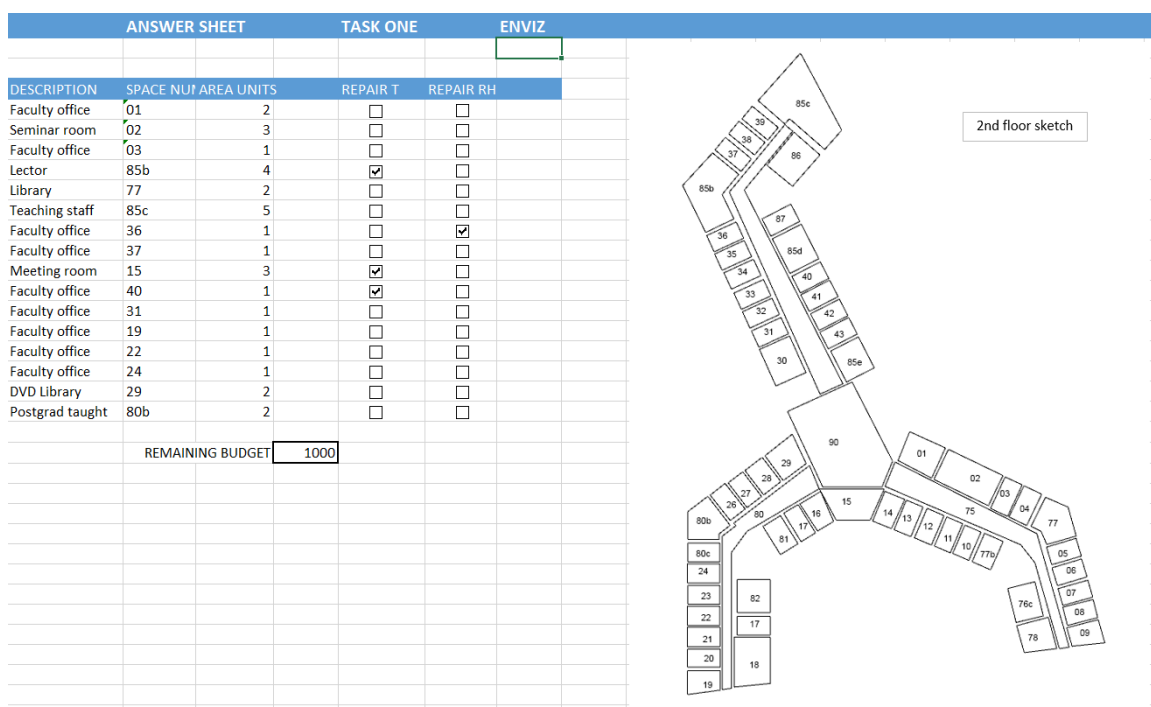 ANSWER SHEET TASK ONE ENVIZ
DESCRIPTION SPACE NUM AREA UNITS REPAIR T REPAIR RH
Faculty office 01 2
Seminar room 02 3
Faculty office 03 1
Lector 85b 4
Library 77 2
Teaching staff 85c 5
Faculty office 36 1
Faculty office 37 1
Meeting room 15 3
Faculty office 40 1
Faculty office 31 1
Faculty office 19 1
Faculty office 22 1
Faculty office 24 1
DVD Library 29 2
Postgrad taught 80b 2
REMAINING BUDGET 1000
2nd floor sketch
85c
39
38
37
86
85b
87
36
35
34
33
32
31
30
85d
40
41
42
43
85e
90
29
28
27
26
80b
80
80c
24
23
22
21
20
19
81
17
16
15
82
17
18
14
13
12
11
10
77b
01
02
03
04
75
77
05
06
07
08
09
76c
78